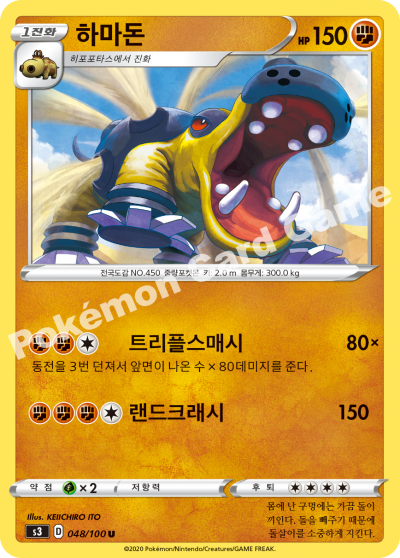 1진화
하마돈
HP 150
히포포타스에서 진화
전국도감 NO.450 중량포켓몬 키: 2.0 m 몸무게: 300.0 kg
Pokémon Card Game
트리플스매시 80×
동전을 3번 던져서 앞면이 나온 수×80데미지를 준다.
랜드크래시 150
약점 ×2 저항력 후퇴
Illus. KEIICHIRO ITO
s3 D 048/100 U
몸에 난 구멍에는 가끔 돌이
끼인다. 돌을 빼주기 때문에
돌살이를 소중하게 지킨다.
©2020 Pokémon/Nintendo/Creatures/GAME FREAK.